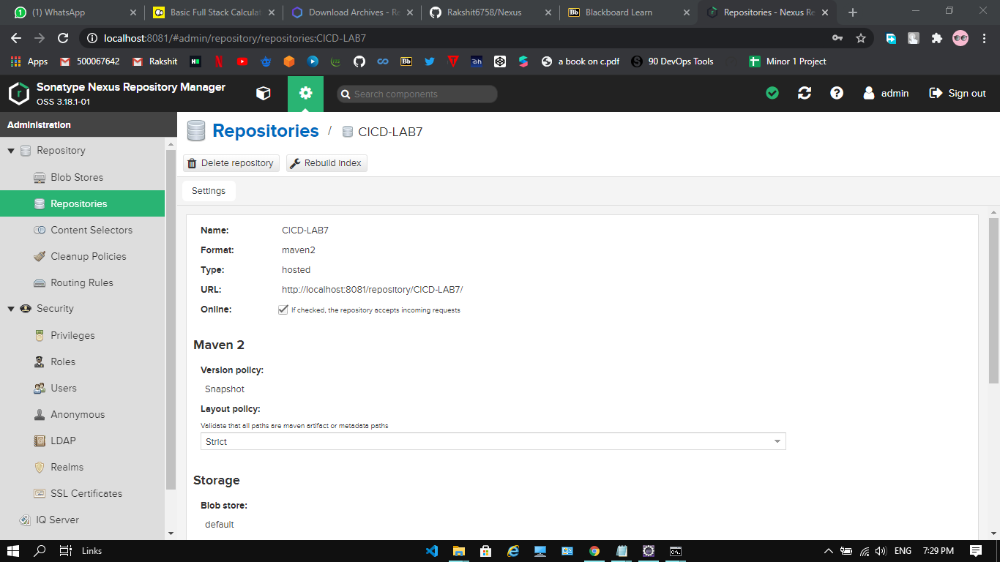 (1) WhatsApp
Basic Full Stack Calculat
Download Archives - Re
Rakshit6758/Nexus
Blackboard Learn
Repositories - Nexus Re
localhost:8081/#admin/repository/repositories:CICD-LAB7
Apps
500067642
Rakshit
a book on c.pdf
90 DevOps Tools
Minor 1 Project
Sonatype Nexus Repository Manager
OSS 3.18.1-01
Search components
admin
Sign out
Administration
Repository
Blob Stores
Repositories
Content Selectors
Cleanup Policies
Routing Rules
Security
Privileges
Roles
Users
Anonymous
LDAP
Realms
SSL Certificates
IQ Server
Repositories / CICD-LAB7
Delete repository
Rebuild index
Settings
Name: CICD-LAB7
Format: maven2
Type: hosted
URL: http://localhost:8081/repository/CICD-LAB7/
Online: If checked, the repository accepts incoming requests
Maven 2
Version policy:
Snapshot
Layout policy:
Validate that all paths are maven artifact or metadata paths
Strict
Storage
Blob store:
default
Links
ENG
7:29 PM